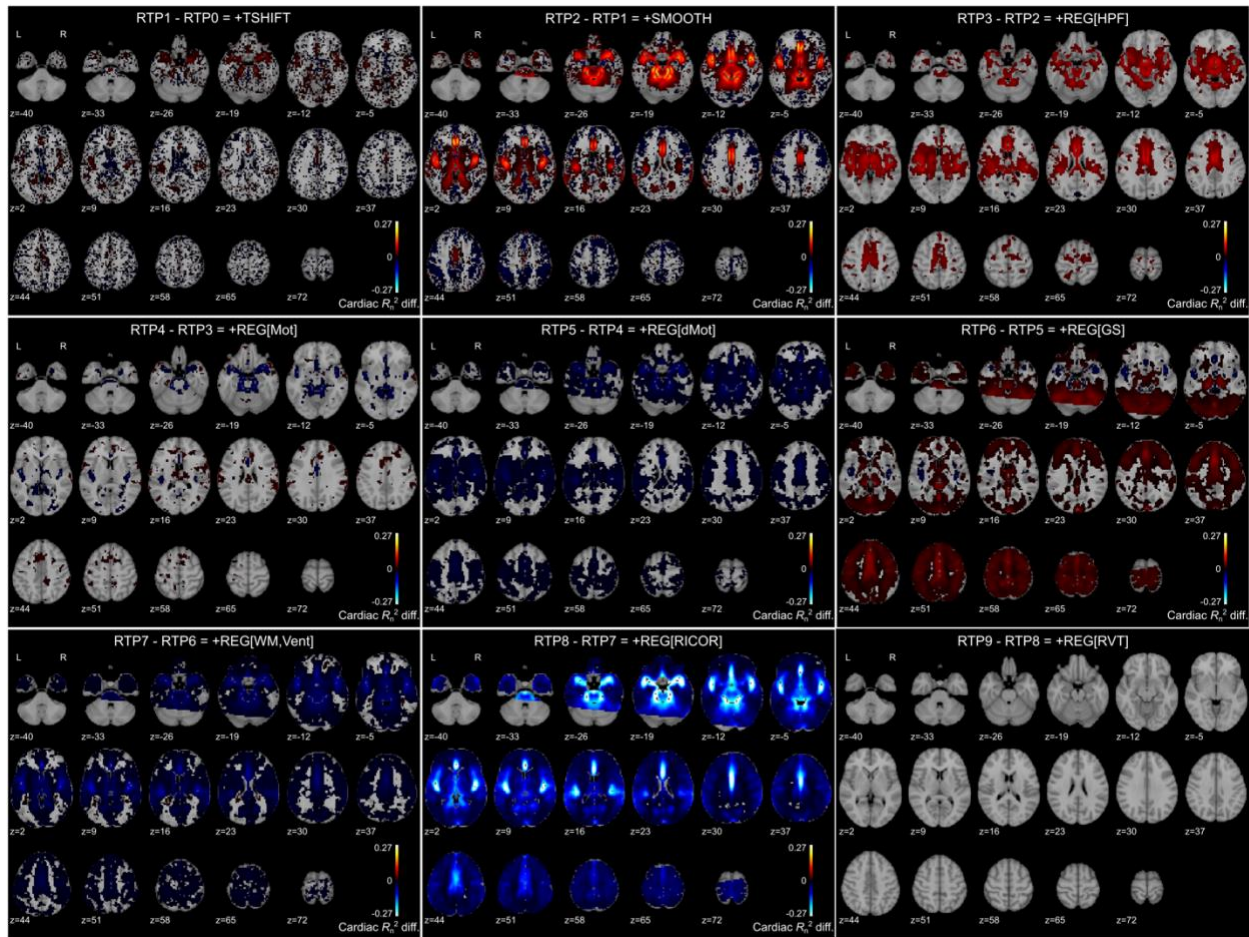 RTP1 - RTP0 = +TSHIFT
L R
z=-40 z=-33 z=-26 z=-19 z=-12 z=-5
z=2 z=9 z=16 z=23 z=30 z=37
0.27
0
-0.27
z=44 z=51 z=58 z=65 z=72
Cardiac Rn² diff.
RTP2 - RTP1 = +SMOOTH
L R
z=-40 z=-33 z=-26 z=-19 z=-12 z=-5
z=2 z=9 z=16 z=23 z=30 z=37
0.27
0
-0.27
z=44 z=51 z=58 z=65 z=72
Cardiac Rn² diff.
RTP3 - RTP2 = +REG[HPF]
L R
z=-40 z=-33 z=-26 z=-19 z=-12 z=-5
z=2 z=9 z=16 z=23 z=30 z=37
0.27
0
-0.27
z=44 z=51 z=58 z=65 z=72
Cardiac Rn² diff.
RTP4 - RTP3 = +REG[Mot]
L R
z=-40 z=-33 z=-26 z=-19 z=-12 z=-5
z=2 z=9 z=16 z=23 z=30 z=37
0.27
0
-0.27
z=44 z=51 z=58 z=65 z=72
Cardiac Rn² diff.
RTP5 - RTP4 = +REG[dMot]
L R
z=-40 z=-33 z=-26 z=-19 z=-12 z=-5
z=2 z=9 z=16 z=23 z=30 z=37
0.27
0
-0.27
z=44 z=51 z=58 z=65 z=72
Cardiac Rn² diff.
RTP6 - RTP5 = +REG[GS]
L R
z=-40 z=-33 z=-26 z=-19 z=-12 z=-5
z=2 z=9 z=16 z=23 z=30 z=37
0.27
0
-0.27
z=44 z=51 z=58 z=65 z=72
Cardiac Rn² diff.
RTP7 - RTP6 = +REG[WM,Vent]
L R
z=-40 z=-33 z=-26 z=-19 z=-12 z=-5
z=2 z=9 z=16 z=23 z=30 z=37
0.27
0
-0.27
z=44 z=51 z=58 z=65 z=72
Cardiac Rn² diff.
RTP8 - RTP7 = +REG[RICOR]
L R
z=-40 z=-33 z=-26 z=-19 z=-12 z=-5
z=2 z=9 z=16 z=23 z=30 z=37
0.27
0
-0.27
z=44 z=51 z=58 z=65 z=72
Cardiac Rn² diff.
RTP9 - RTP8 = +REG[RVT]
L R
z=-40 z=-33 z=-26 z=-19 z=-12 z=-5
z=2 z=9 z=16 z=23 z=30 z=37
z=44 z=51 z=58 z=65 z=72